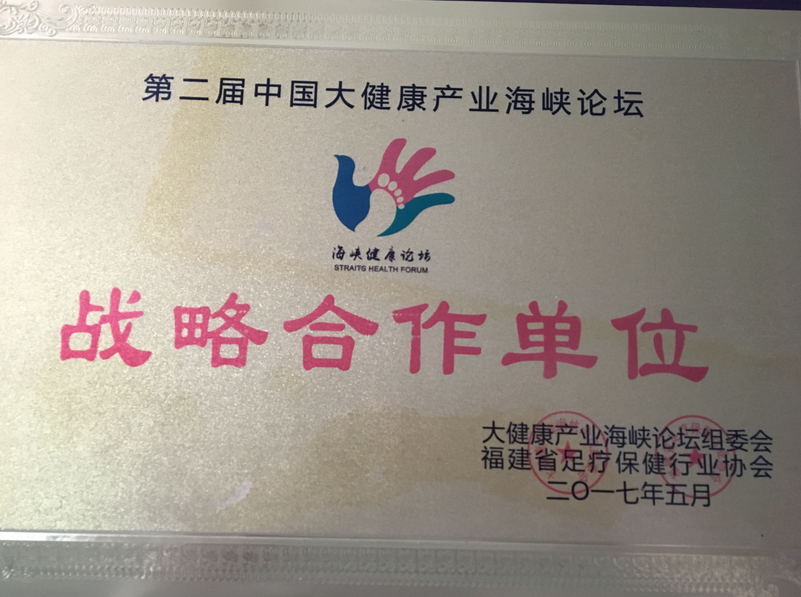 第二届中国大健康产业海峡论坛
海峡健康论坛
STRAITS HEALTH FORUM
战略合作单位
大健康产业海峡论坛组委会
福建省足疗保健行业协会
二〇一七年五月